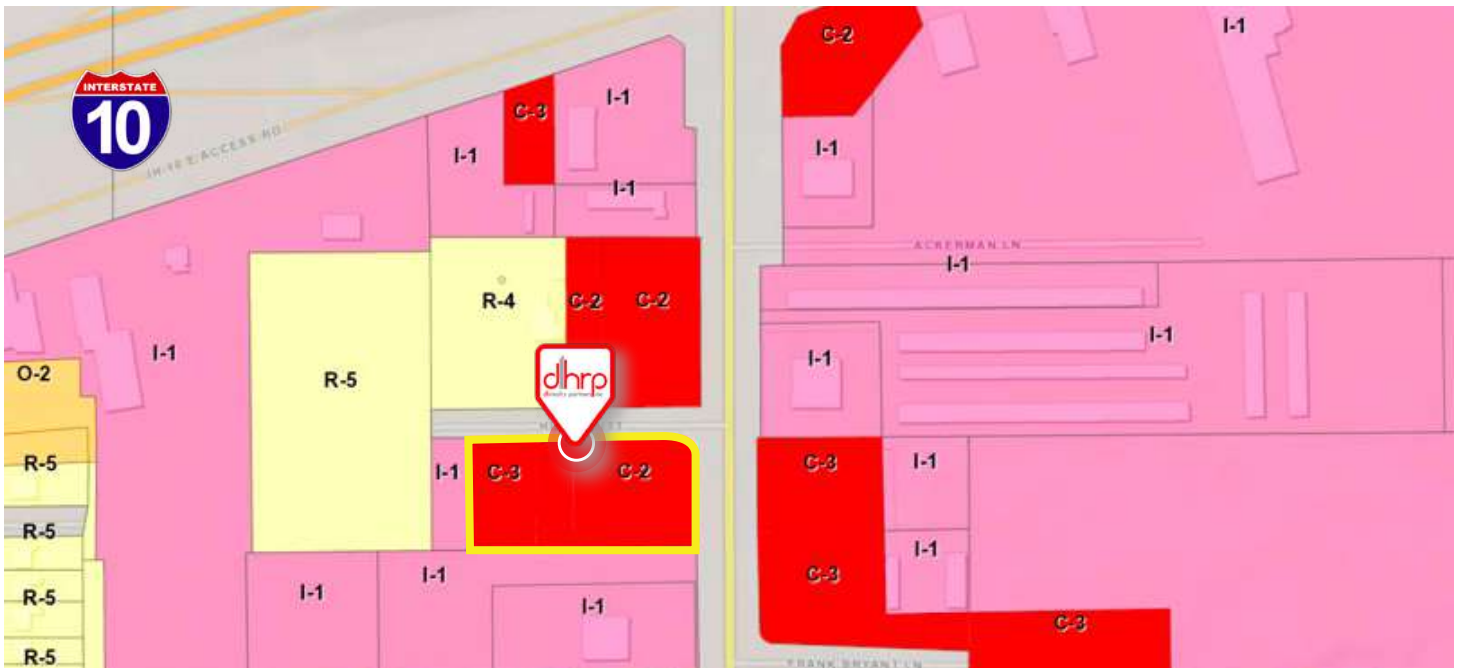 C-2
I-1
INTERSTATE
10
C-3
I-1
IH-10 E ACCESS RD
I-1
I-1
I-1
ACKERMAN LN
I-1
R-4
C-2
C-2
I-1
I-1
I-1
O-2
R-5
dhrp
R-5
I-1
C-3
C-2
C-3
I-1
R-5
I-1
I-1
C-3
R-5
I-1
I-1
C-3
R-5
FRANK BRYANT LN